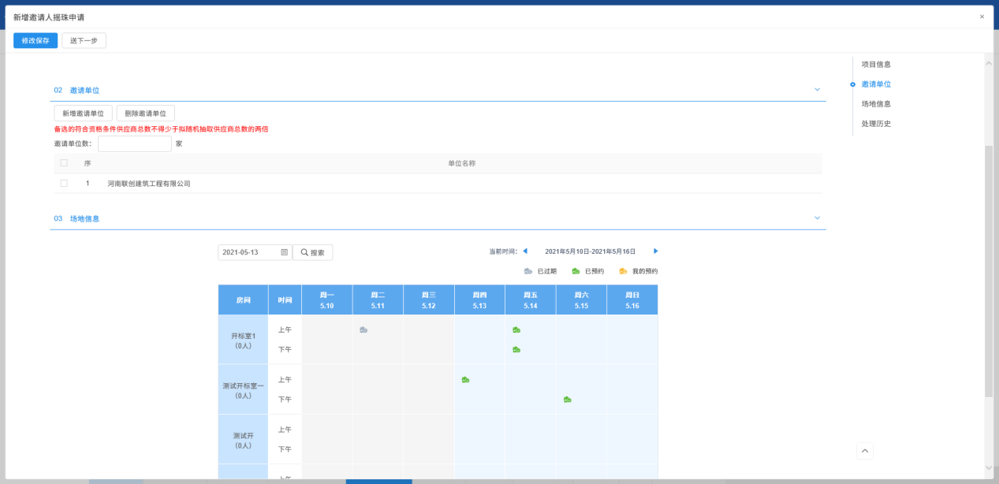 新增邀请人摇珠申请
×
修改保存 送下一步
项目信息
邀请单位
场地信息
处理历史
02 邀请单位
新增邀请单位 删除邀请单位
备选的符合资格条件供应商总数不得少于拟随机抽取供应商总数的两倍
邀请单位数： 家
序 单位名称
1 河南联创建筑工程有限公司
03 场地信息
2021-05-13 搜索 当前时间： 2021年5月10日-2021年5月16日
已过期 已预约 我的预约
房间 时间 周一 周二 周三 周四 周五 周六 周日
5.10 5.11 5.12 5.13 5.14 5.15 5.16
开标室1
（0人）
上午
下午
测试开标室一
（0人）
上午
下午
测试开
（0人）
上午
下午
上午